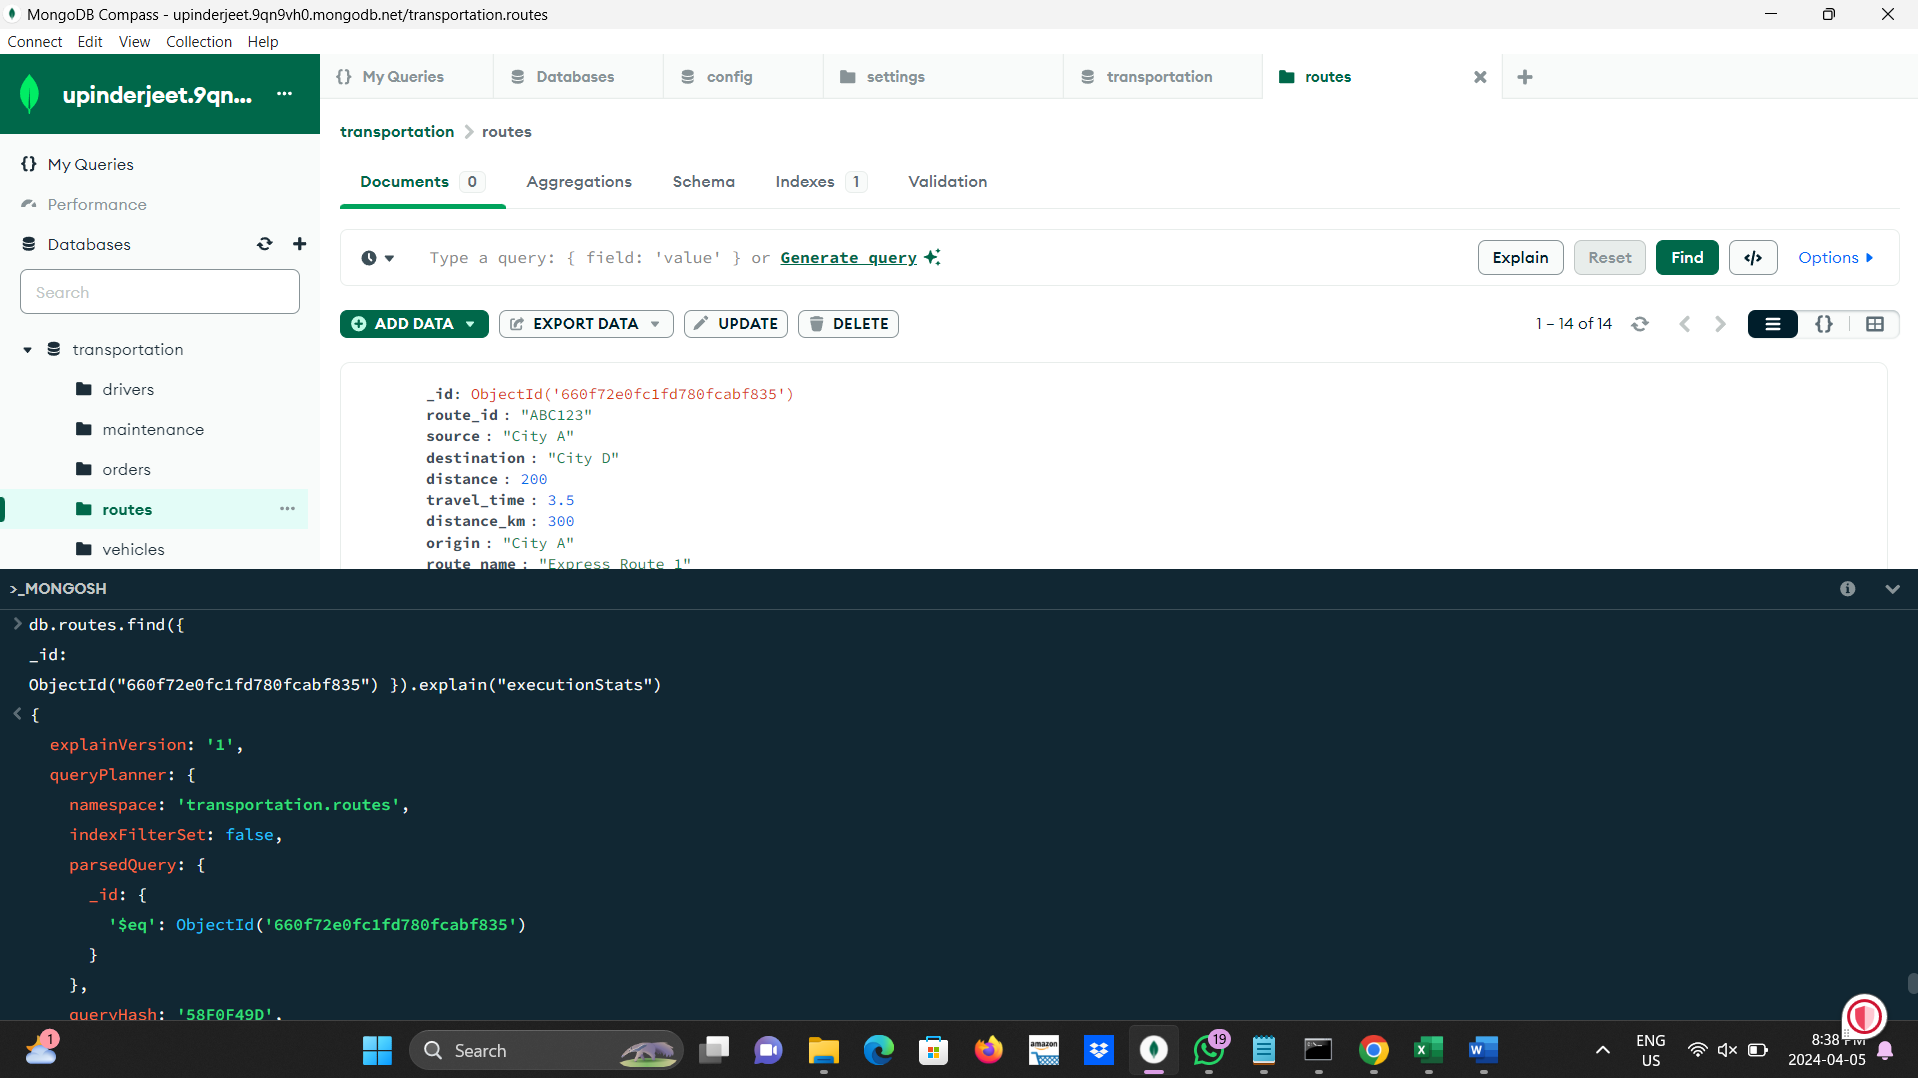 MongoDB Compass - upinderjeet.9qn9vh0.mongodb.net/transportation.routes
Connect Edit View Collection Help
upinderjeet.9qn...
{} My Queries
Databases
config
settings
transportation
routes
transportation > routes
{} My Queries
Performance
Databases
Search
transportation
drivers
maintenance
orders
routes
vehicles
Documents 0
Aggregations
Schema
Indexes 1
Validation
Type a query: { field: 'value' } or Generate query
Explain
Reset
Find
</>
Options
ADD DATA
EXPORT DATA
UPDATE
DELETE
1 – 14 of 14
{}
_id: ObjectId('660f72e0fc1fd780fcabf835')
route_id : "ABC123"
source : "City A"
destination : "City D"
distance : 200
travel_time : 3.5
distance_km : 300
origin : "City A"
route_name : "Express Route 1"
>_MONGOSH
> db.routes.find({
_id:
ObjectId("660f72e0fc1fd780fcabf835") }).explain("executionStats")
< {
explainVersion: '1',
queryPlanner: {
namespace: 'transportation.routes',
indexFilterSet: false,
parsedQuery: {
_id: {
'$eq': ObjectId('660f72e0fc1fd780fcabf835')
}
},
queryHash: '58F0F49D',
1
Search
amazon
19
ENG
US
8:38 PM
2024-04-05